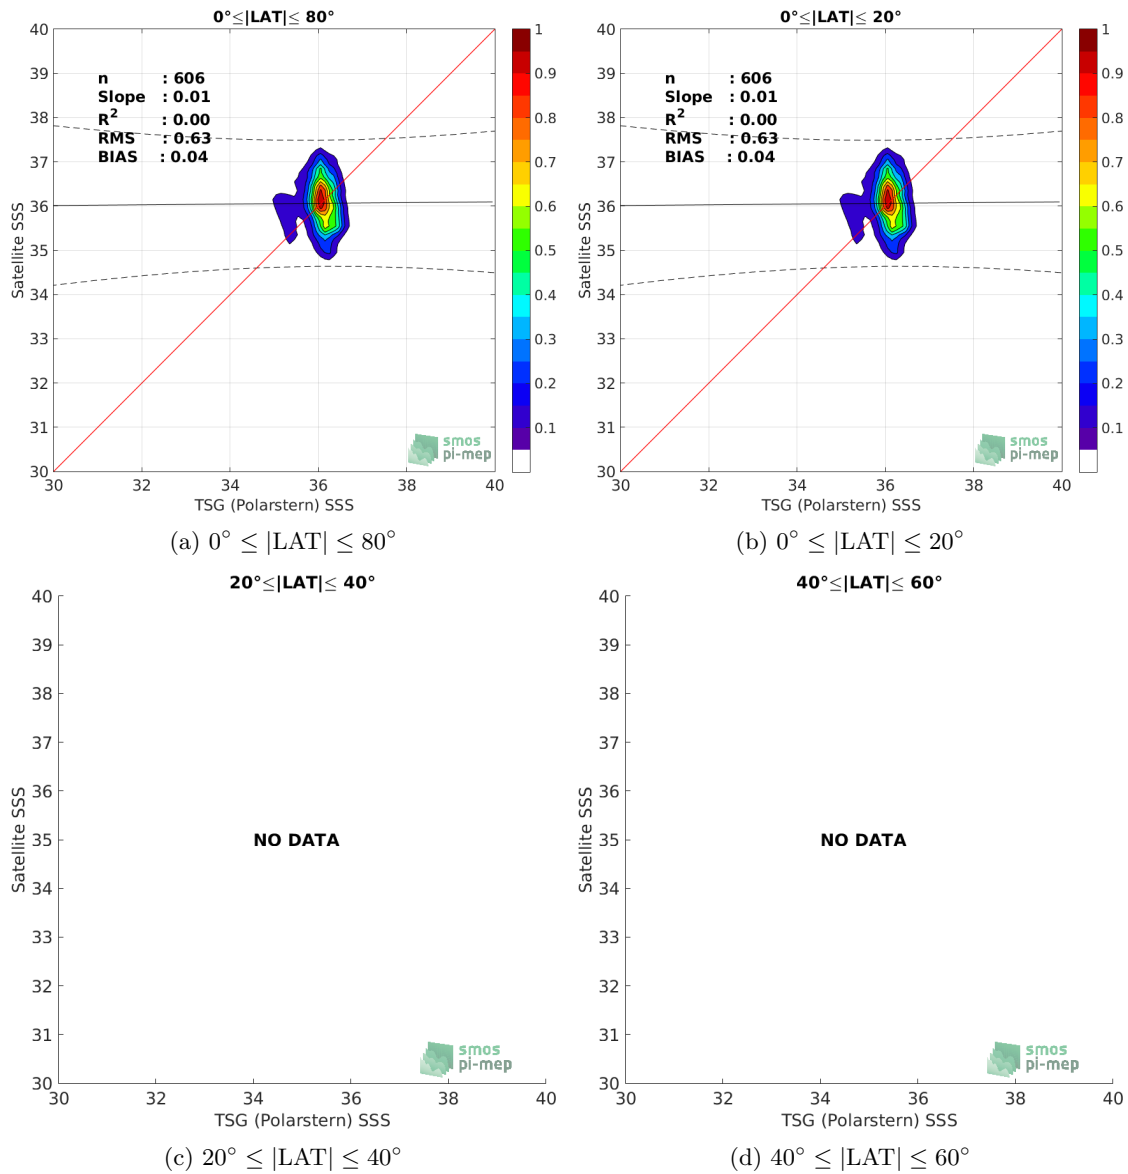 0°≤|LAT|≤ 80°
n : 606
Slope : 0.01
R² : 0.00
RMS : 0.63
BIAS : 0.04
40
39
38
37
36
35
34
33
32
31
30
30
32
34
36
38
40
Satellite SSS
TSG (Polarstern) SSS
1
0.9
0.8
0.7
0.6
0.5
0.4
0.3
0.2
0.1
smos
pi-mep
(a) 0° ≤ |LAT| ≤ 80°
0°≤|LAT|≤ 20°
n : 606
Slope : 0.01
R² : 0.00
RMS : 0.63
BIAS : 0.04
40
39
38
37
36
35
34
33
32
31
30
30
32
34
36
38
40
Satellite SSS
TSG (Polarstern) SSS
1
0.9
0.8
0.7
0.6
0.5
0.4
0.3
0.2
0.1
smos
pi-mep
(b) 0° ≤ |LAT| ≤ 20°
20°≤|LAT|≤ 40°
40
39
38
37
36
35
34
33
32
31
30
30
32
34
36
38
40
Satellite SSS
NO DATA
TSG (Polarstern) SSS
smos
pi-mep
(c) 20° ≤ |LAT| ≤ 40°
40°≤|LAT|≤ 60°
40
39
38
37
36
35
34
33
32
31
30
30
32
34
36
38
40
Satellite SSS
NO DATA
TSG (Polarstern) SSS
smos
pi-mep
(d) 40° ≤ |LAT| ≤ 60°